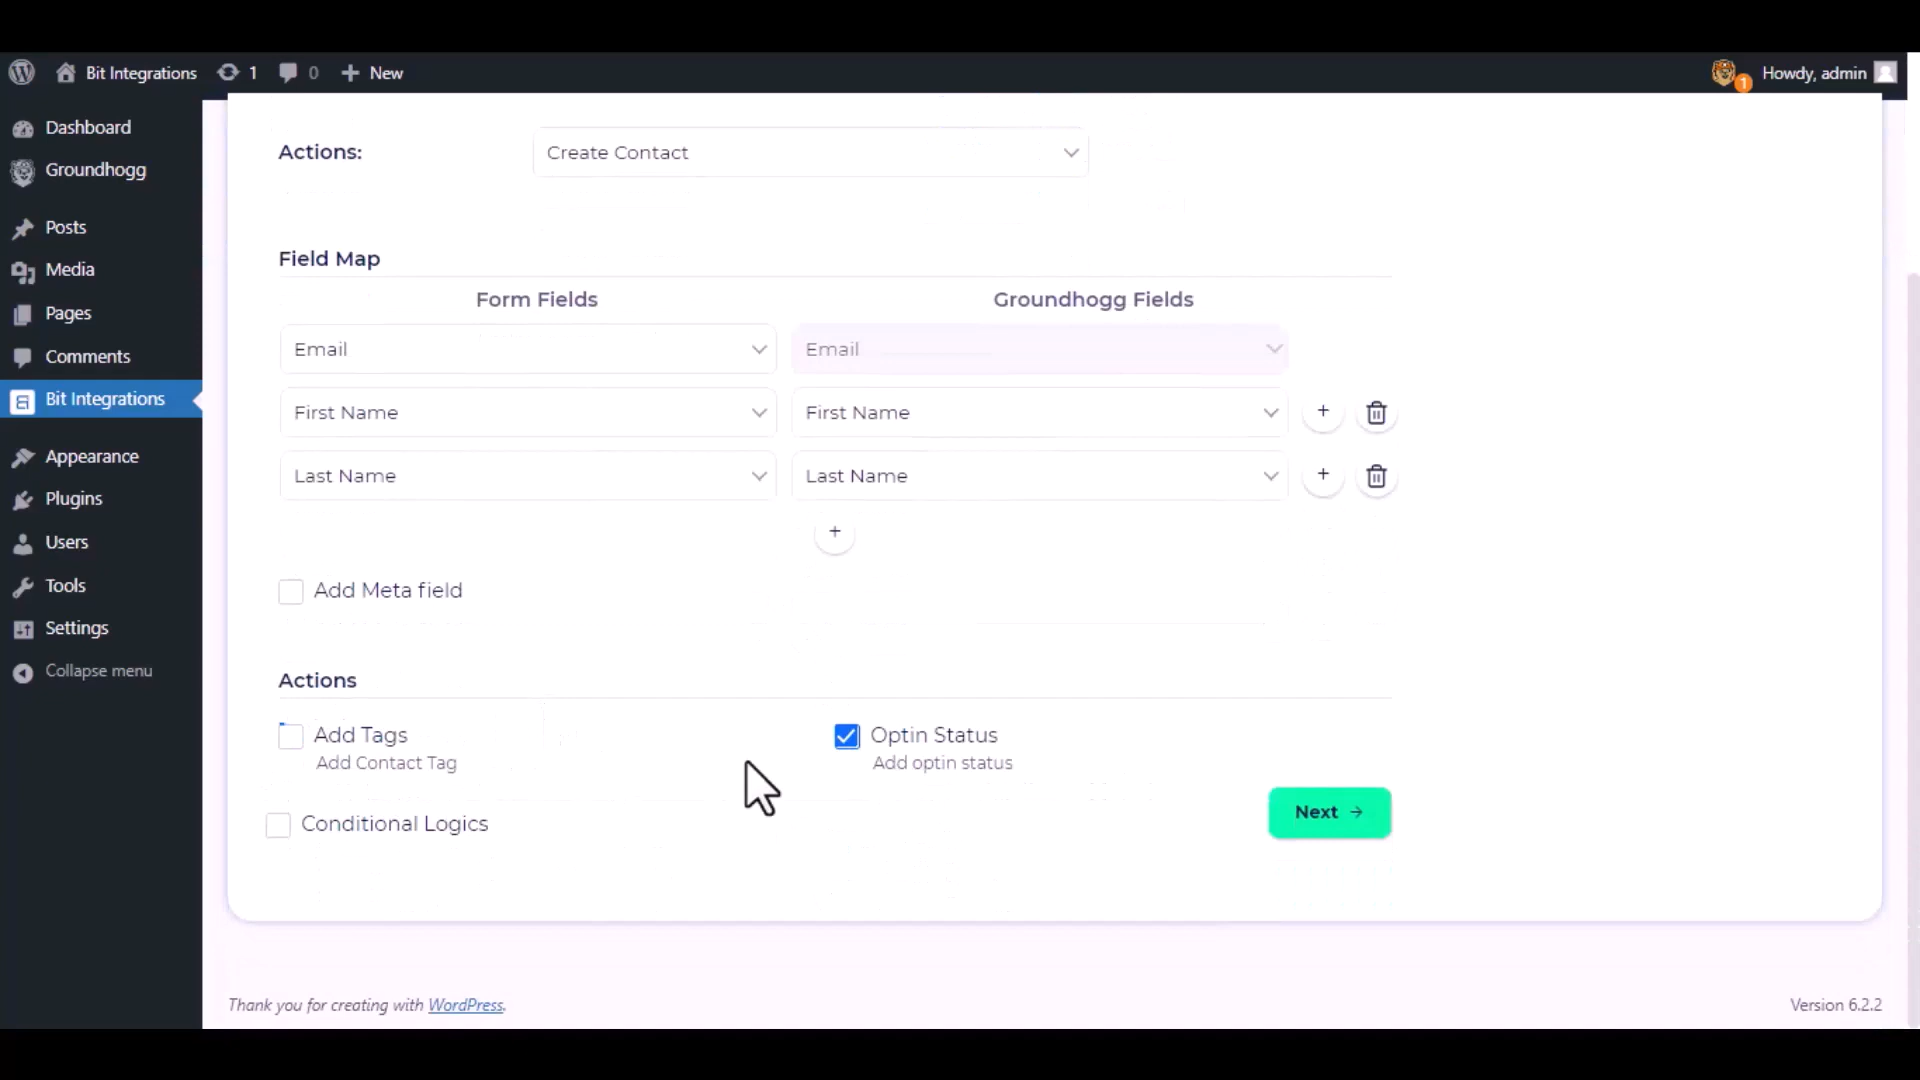 Bit Integrations 1 0 New
1 Howdy, admin
Dashboard
Groundhogg
Posts
Media
Pages
Comments
Bit Integrations
Appearance
Plugins
Users
Tools
Settings
Collapse menu
Actions: Create Contact
Field Map
Form Fields Groundhogg Fields
Email Email
First Name First Name +
Last Name Last Name +
+
Add Meta field
Actions
Add Tags Optin Status
Add Contact Tag Add optin status
Next →
Conditional Logics
Thank you for creating with WordPress. Version 6.2.2